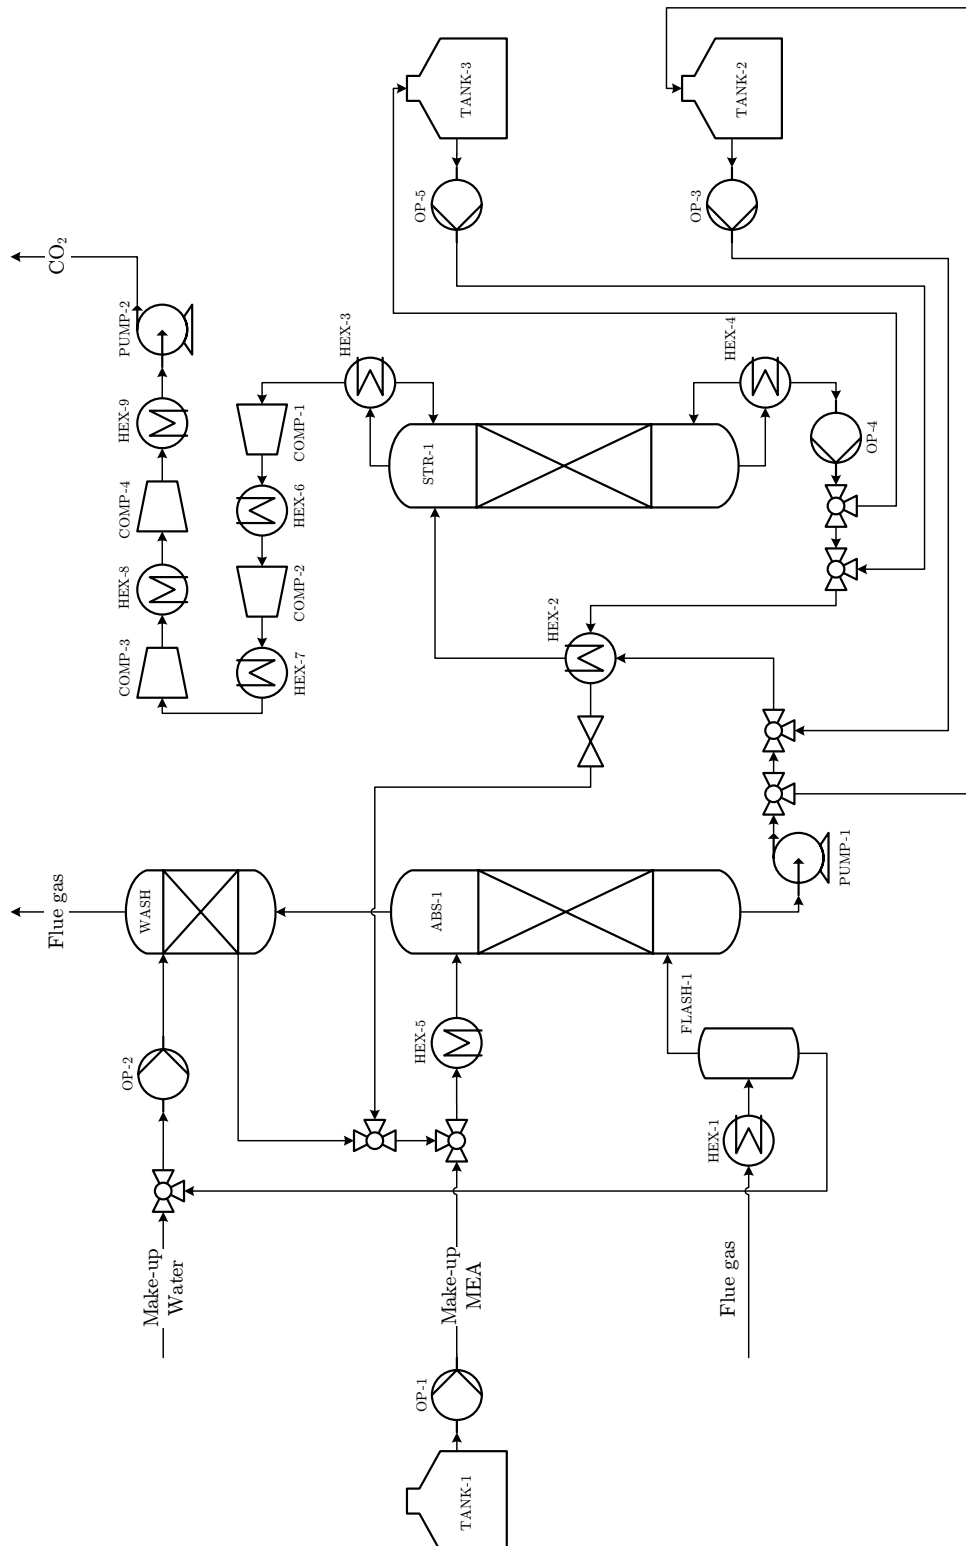 TANK-3
TANK-2
OP-5
OP-3
CO₂
PUMP-2
HEX-9
COMP-4
HEX-8
COMP-3
COMP-1
HEX-6
COMP-2
HEX-7
HEX-3
STR-1
HEX-4
OP-4
HEX-2
PUMP-1
Flue gas
WASH
ABS-1
OP-2
HEX-5
FLASH-1
HEX-1
Make-up
Water
Make-up
MEA
Flue gas
OP-1
TANK-1